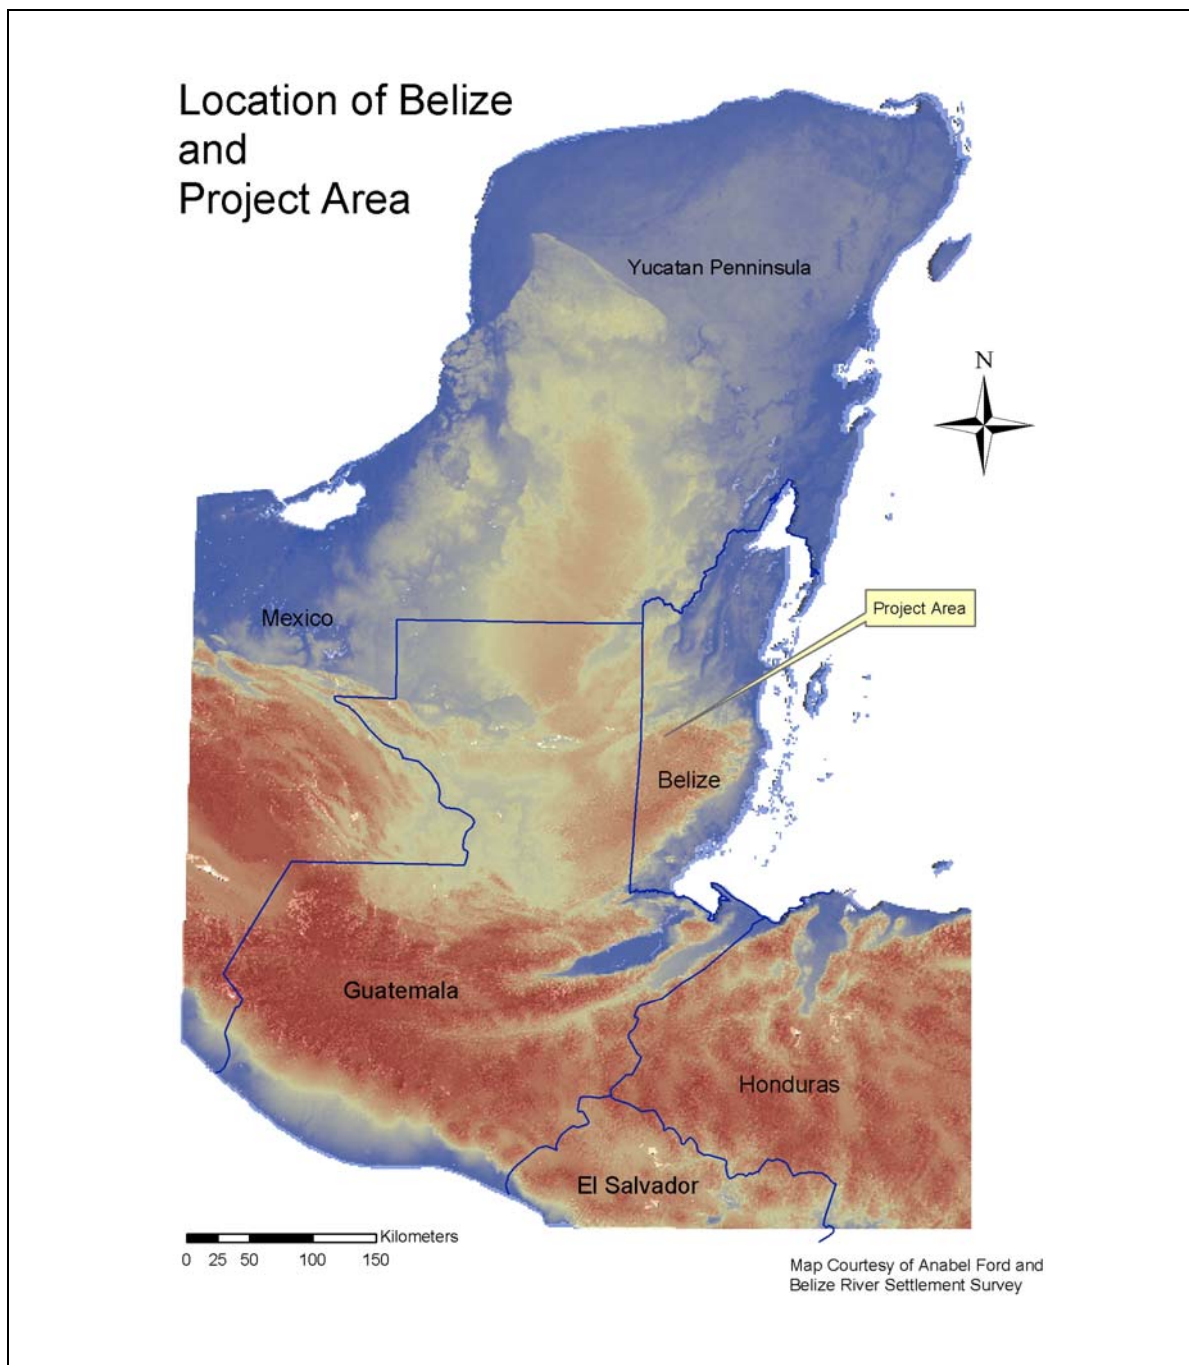 Location of Belize
and
Project Area
Yucatan Penninsula
N
Project Area
Mexico
Belize
Guatemala
Honduras
El Salvador
Kilometers
0 25 50 100 150
Map Courtesy of Anabel Ford and
Belize River Settlement Survey